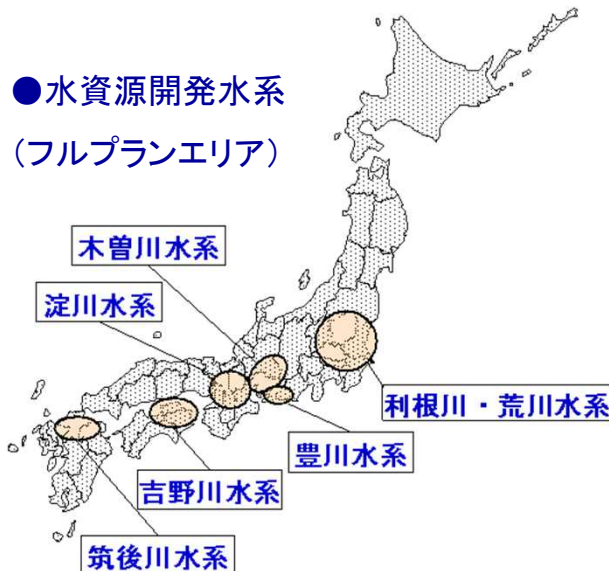 ●水資源開発水系
（フルプランエリア）
木曽川水系
淀川水系
利根川・荒川水系
豊川水系
吉野川水系
筑後川水系